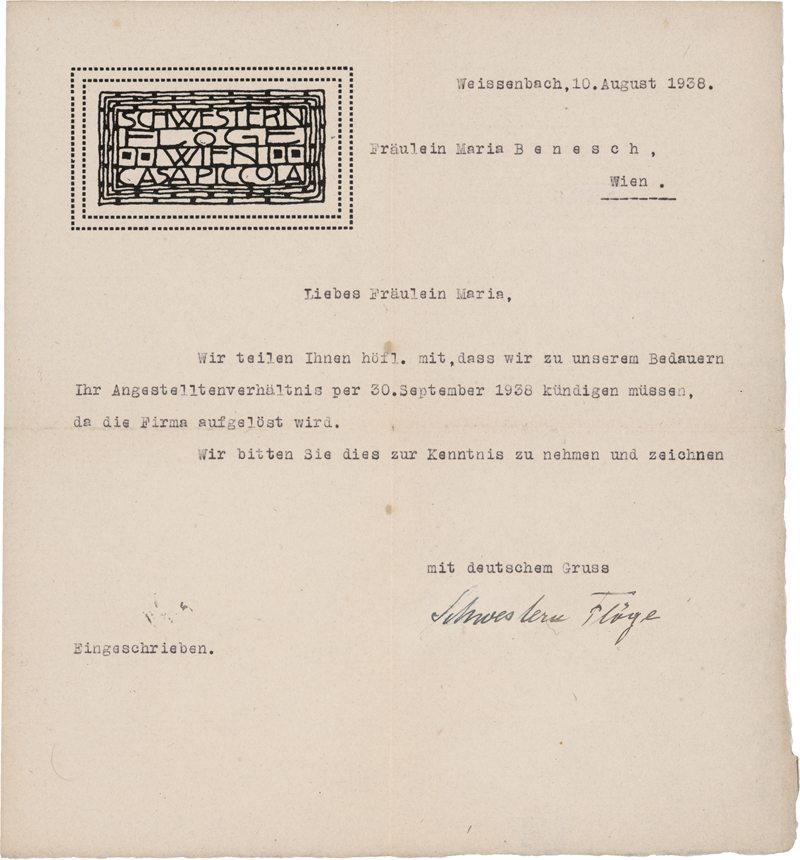 SCHWESTERN
FLÖGE
WIEN
CASA PICCOLA
Weissenbach,10.August 1938.
Fräulein Maria B e n e s c h ,
Wien .
Liebes Fräulein Maria,
Wir teilen Ihnen höfl. mit,dass wir zu unserem Bedauern
Ihr Angestelltenverhältnis per 30.September 1938 kündigen müssen,
da die Firma aufgelöst wird.
Wir bitten Sie dies zur Kenntnis zu nehmen und zeichnen
mit deutschem Gruss
Schwestern Flöge
Eingeschrieben.